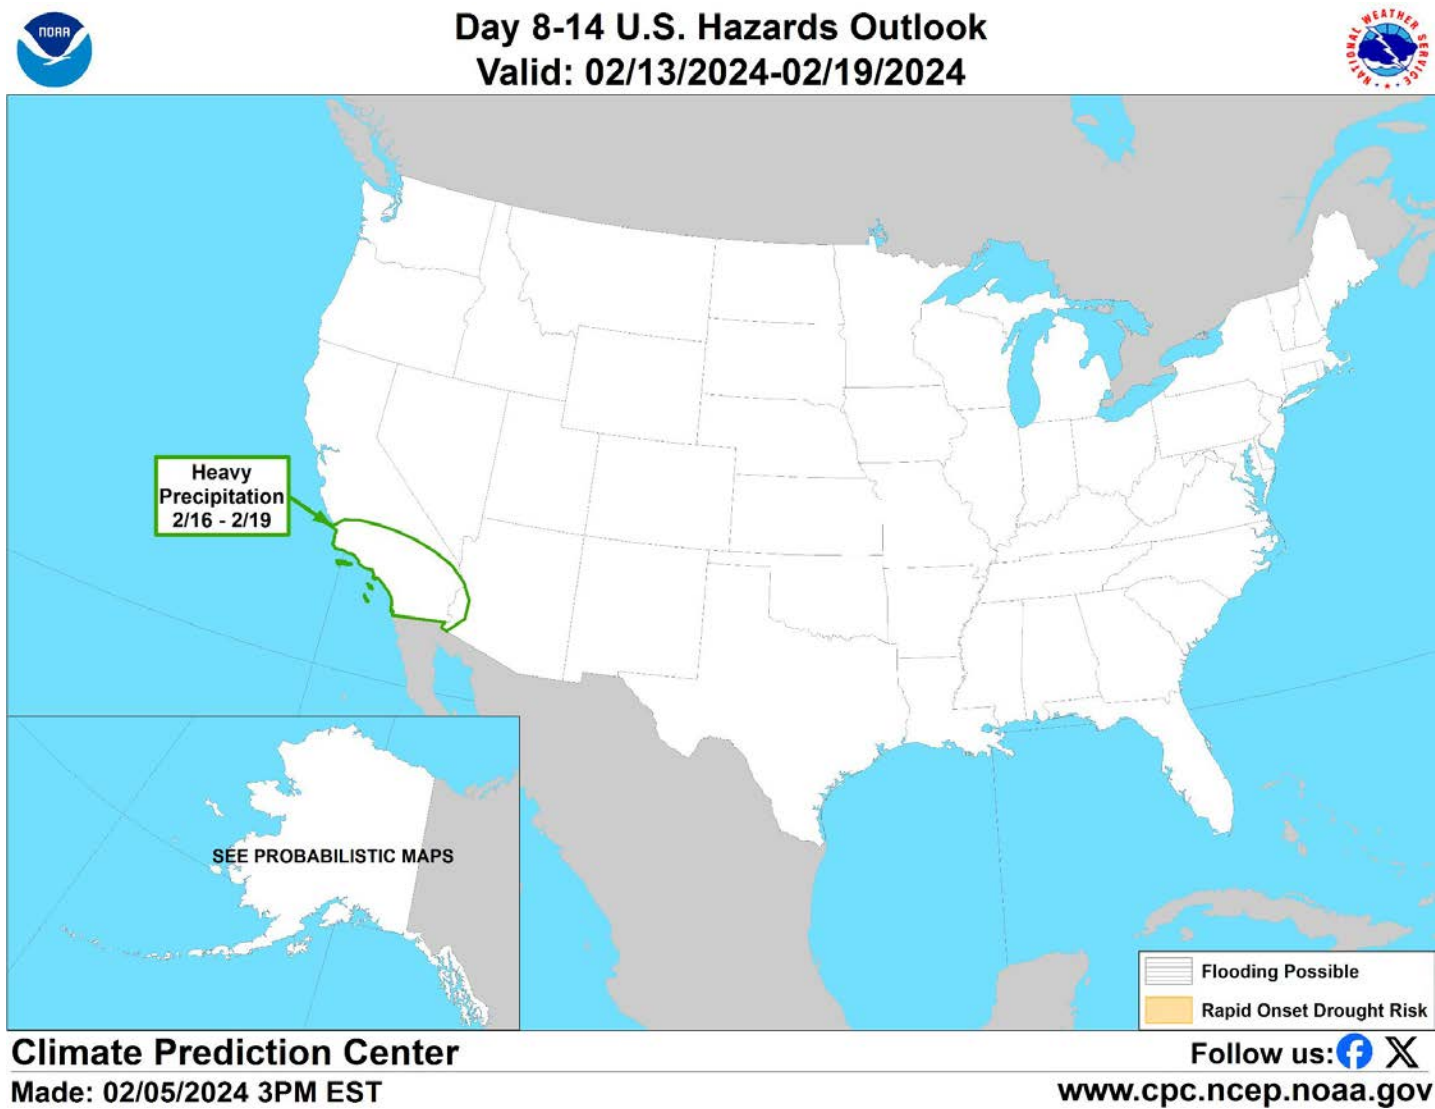 NOAA
Day 8-14 U.S. Hazards Outlook
Valid: 02/13/2024-02/19/2024
NATIONAL WEATHER SERVICE
Heavy
Precipitation
2/16 - 2/19
SEE PROBABILISTIC MAPS
Flooding Possible
Rapid Onset Drought Risk
Climate Prediction Center
Follow us:
Made: 02/05/2024 3PM EST
www.cpc.ncep.noaa.gov